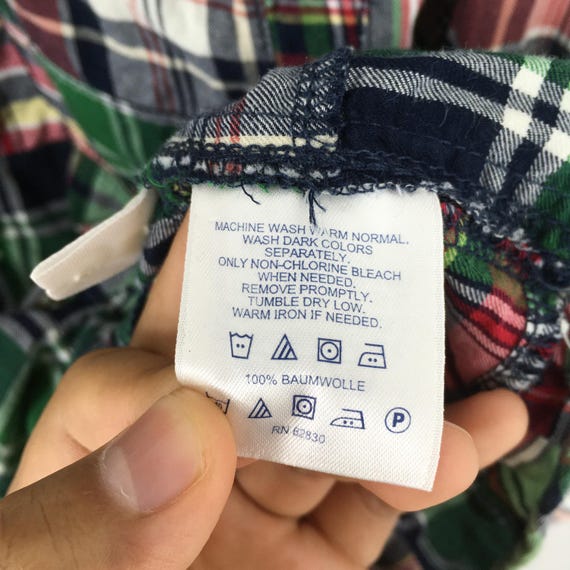 MACHINE WASH WARM NORMAL.
WASH DARK COLORS
SEPARATELY.
ONLY NON-CHLORINE BLEACH
WHEN NEEDED.
REMOVE PROMPTLY.
TUMBLE DRY LOW.
WARM IRON IF NEEDED.
100% BAUMWOLLE
P
RN 62830